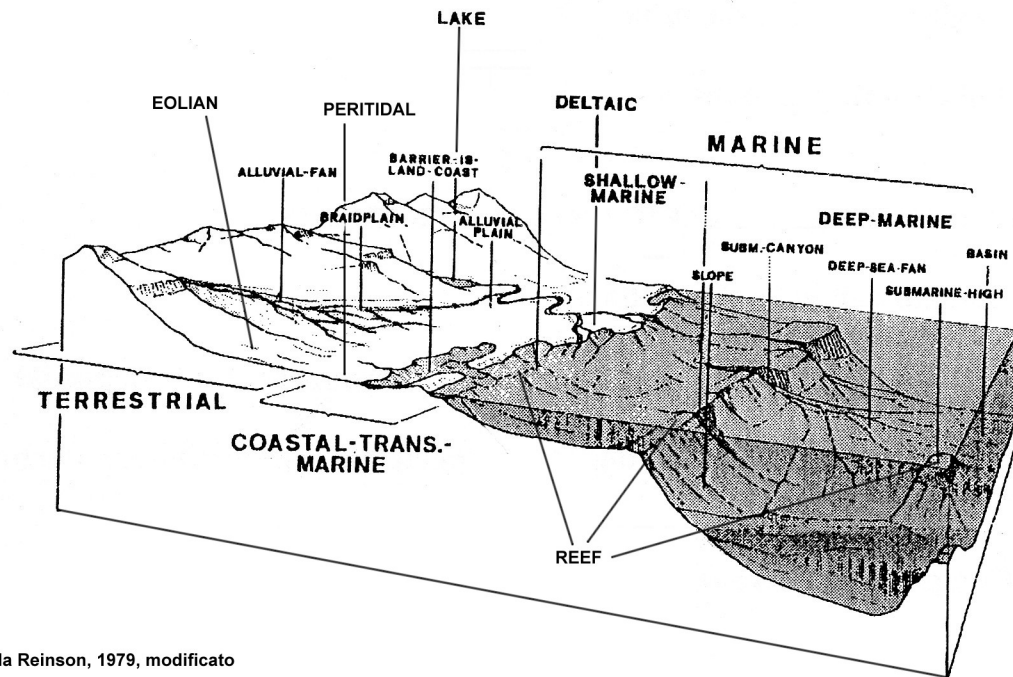 LAKE
EOLIAN
PERITIDAL
DELTAIC
MARINE
ALLUVIAL-FAN
BARRIER-IS-
LAND-COAST
BRAIDPLAIN
ALLUVIAL
PLAIN
SHALLOW-
MARINE
DEEP-MARINE
SUBM.-CANYON
SLOPE
DEEP-SEA-FAN
BASIN
SUBMARINE-HIGH
TERRESTRIAL
COASTAL-TRANS.-
MARINE
REEF
da Reinson, 1979, modificato